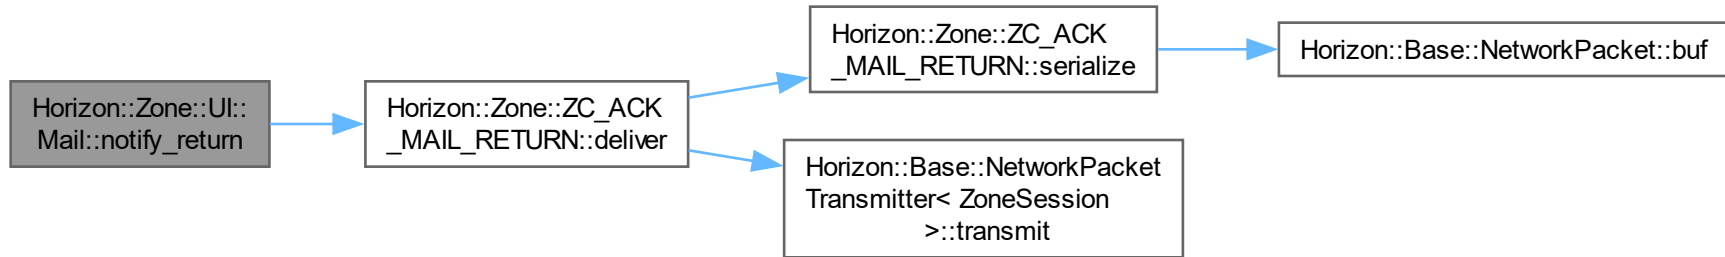 Horizon::Zone::UI::
Mail::notify_return
Horizon::Zone::ZC_ACK
_MAIL_RETURN::deliver
Horizon::Zone::ZC_ACK
_MAIL_RETURN::serialize
Horizon::Base::NetworkPacket::buf
Horizon::Base::NetworkPacket
Transmitter< ZoneSession
>::transmit